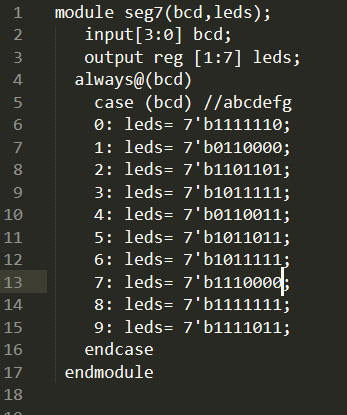 1 module seg7(bcd,leds);
2 input[3:0] bcd;
3 output reg [1:7] leds;
4 always@(bcd)
5 case (bcd) //abcdefg
6 0: leds= 7'b1111110;
7 1: leds= 7'b0110000;
8 2: leds= 7'b1101101;
9 3: leds= 7'b1011111;
10 4: leds= 7'b0110011;
11 5: leds= 7'b1011011;
12 6: leds= 7'b1011111;
13 7: leds= 7'b1110000;
14 8: leds= 7'b1111111;
15 9: leds= 7'b1111011;
16 endcase
17 endmodule
18